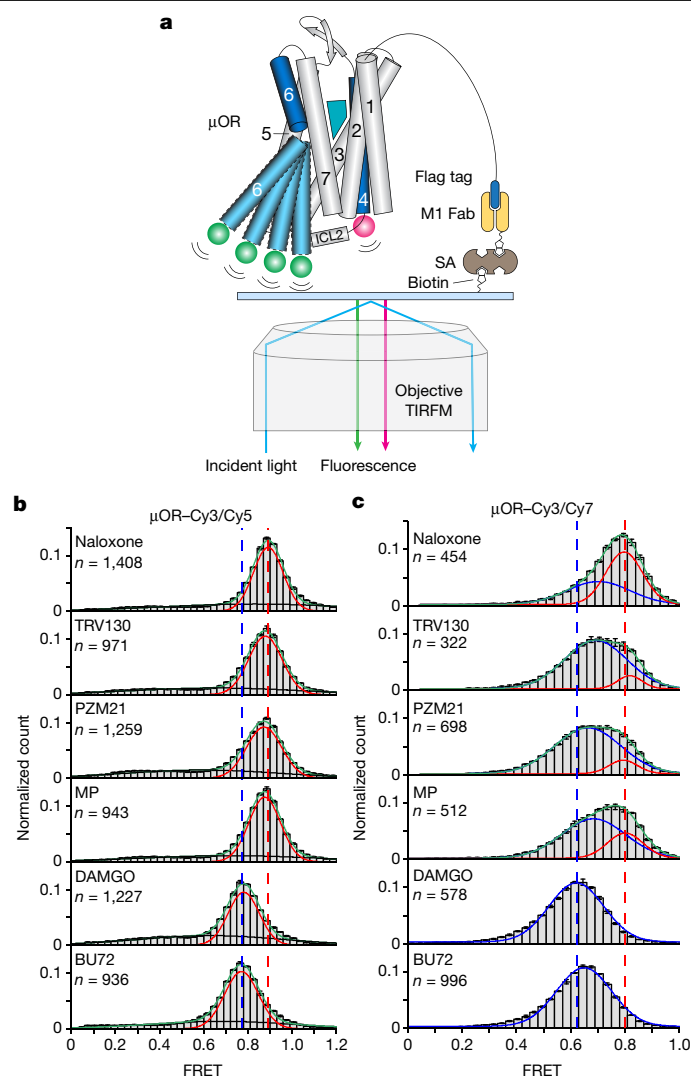 a
μOR
6
5
6
7
3
2
1
4
ICL2
Flag tag
M1 Fab
SA
Biotin
Objective
TIRFM
Incident light
Fluorescence
b
μOR–Cy3/Cy5
Normalized count
Naloxone
n = 1,408
0.1
0
TRV130
n = 971
0.1
0
PZM21
n = 1,259
0.1
0
MP
n = 943
0.1
0
DAMGO
n = 1,227
0.1
0
BU72
n = 936
0.1
0
0 0.2 0.4 0.6 0.8 1.0 1.2
FRET
c
μOR–Cy3/Cy7
Normalized count
Naloxone
n = 454
0.1
0
TRV130
n = 322
0.1
0
PZM21
n = 698
0.1
0
MP
n = 512
0.1
0
DAMGO
n = 578
0.1
0
BU72
n = 996
0.1
0
0 0.2 0.4 0.6 0.8 1.0
FRET